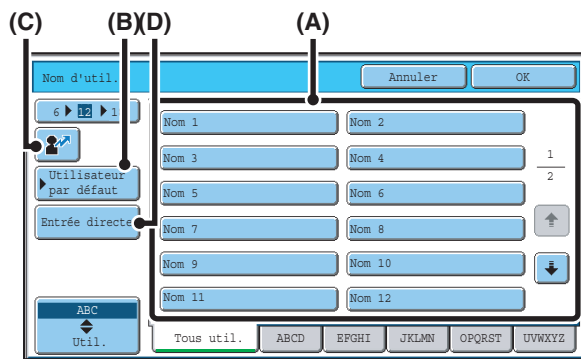 (C) (B)(D) (A)
Nom d'util.
Annuler
OK
6 12 1
Nom 1
Nom 2
Nom 3
Nom 4
1
2
Utilisateur
par défaut
Nom 5
Nom 6
Entrée directe
Nom 7
Nom 8
Nom 9
Nom 10
Nom 11
Nom 12
ABC
Util.
Tous util.
ABCD
EFGHI
JKLMN
OPQRST
UVWXYZ